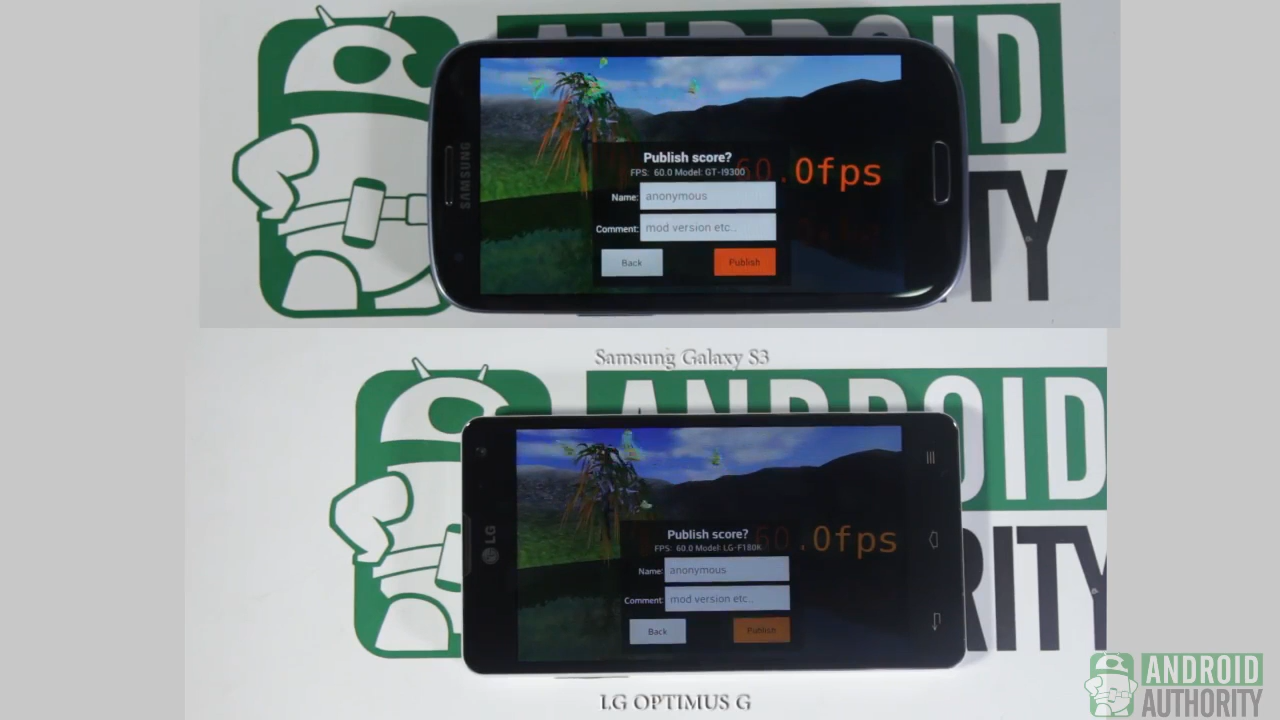 ANDROID
SAMSUNG
Publish score?
FPS: 60.0 Model: GT-I9300
60.0fps
Name: anonymous
Comment: mod version etc..
Back Publish
Samsung Galaxy S3
ANDROID
LG
Publish score?
FPS: 60.0 Model: LG-F180K
60.0fps
Name: anonymous
Comment: mod version etc..
Back Publish
LG OPTIMUS G
ANDROID
AUTHORITY